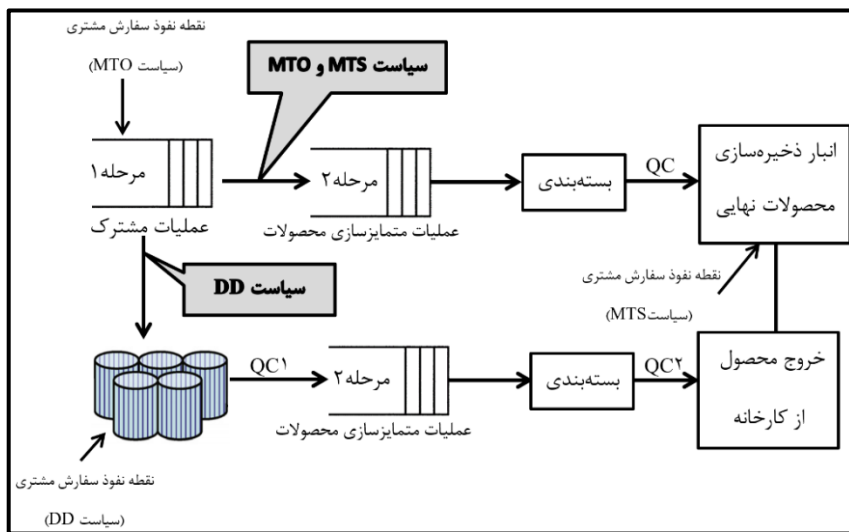 نقطه نفوذ سفارش مشتری
(سیاست MTO)
سیاست MTS و MTO
مرحله۱
عملیات مشترک
مرحله۲
عملیات متمایزسازی محصولات
بسته‌بندی
QC
انبار ذخیره‌سازی
محصولات نهایی
نقطه نفوذ سفارش مشتری
(سیاستMTS)
سیاست DD
QC۱
مرحله۲
عملیات متمایزسازی محصولات
بسته‌بندی
QC۲
خروج محصول
از کارخانه
نقطه نفوذ سفارش مشتری
(سیاست DD)